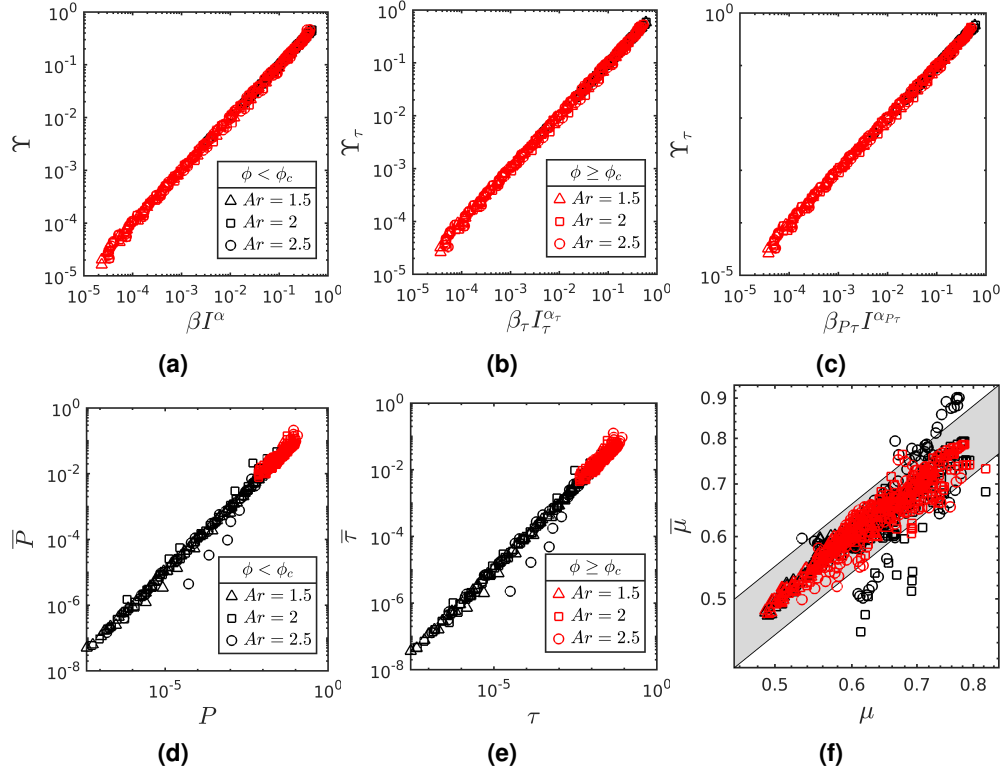 10^0
10^-1
10^-2
10^-3
10^-4
10^-5
ϒ
ϕ < ϕ_c
Ar = 1.5
Ar = 2
Ar = 2.5
10^-5 10^-4 10^-3 10^-2 10^-1 10^0
βI^α
(a)
10^0
10^-1
10^-2
10^-3
10^-4
10^-5
ϒ_τ
ϕ ≥ ϕ_c
Ar = 1.5
Ar = 2
Ar = 2.5
10^-5 10^-4 10^-3 10^-2 10^-1 10^0
β_τ I_τ^{α_τ}
(b)
10^-1
10^-5
ϒ_τ
10^-5 10^-4 10^-3 10^-2 10^-1 10^0
β_{Pτ} I^{α_{Pτ}}
(c)
10^0
10^-2
10^-4
10^-6
10^-8
P̅
ϕ < ϕ_c
Ar = 1.5
Ar = 2
Ar = 2.5
10^-5 10^0
P
(d)
10^0
10^-2
10^-4
10^-6
10^-8
τ̅
ϕ ≥ ϕ_c
Ar = 1.5
Ar = 2
Ar = 2.5
10^-5 10^0
τ
(e)
0.9
0.8
0.7
0.6
0.5
μ̅
0.5 0.6 0.7 0.8
μ
(f)